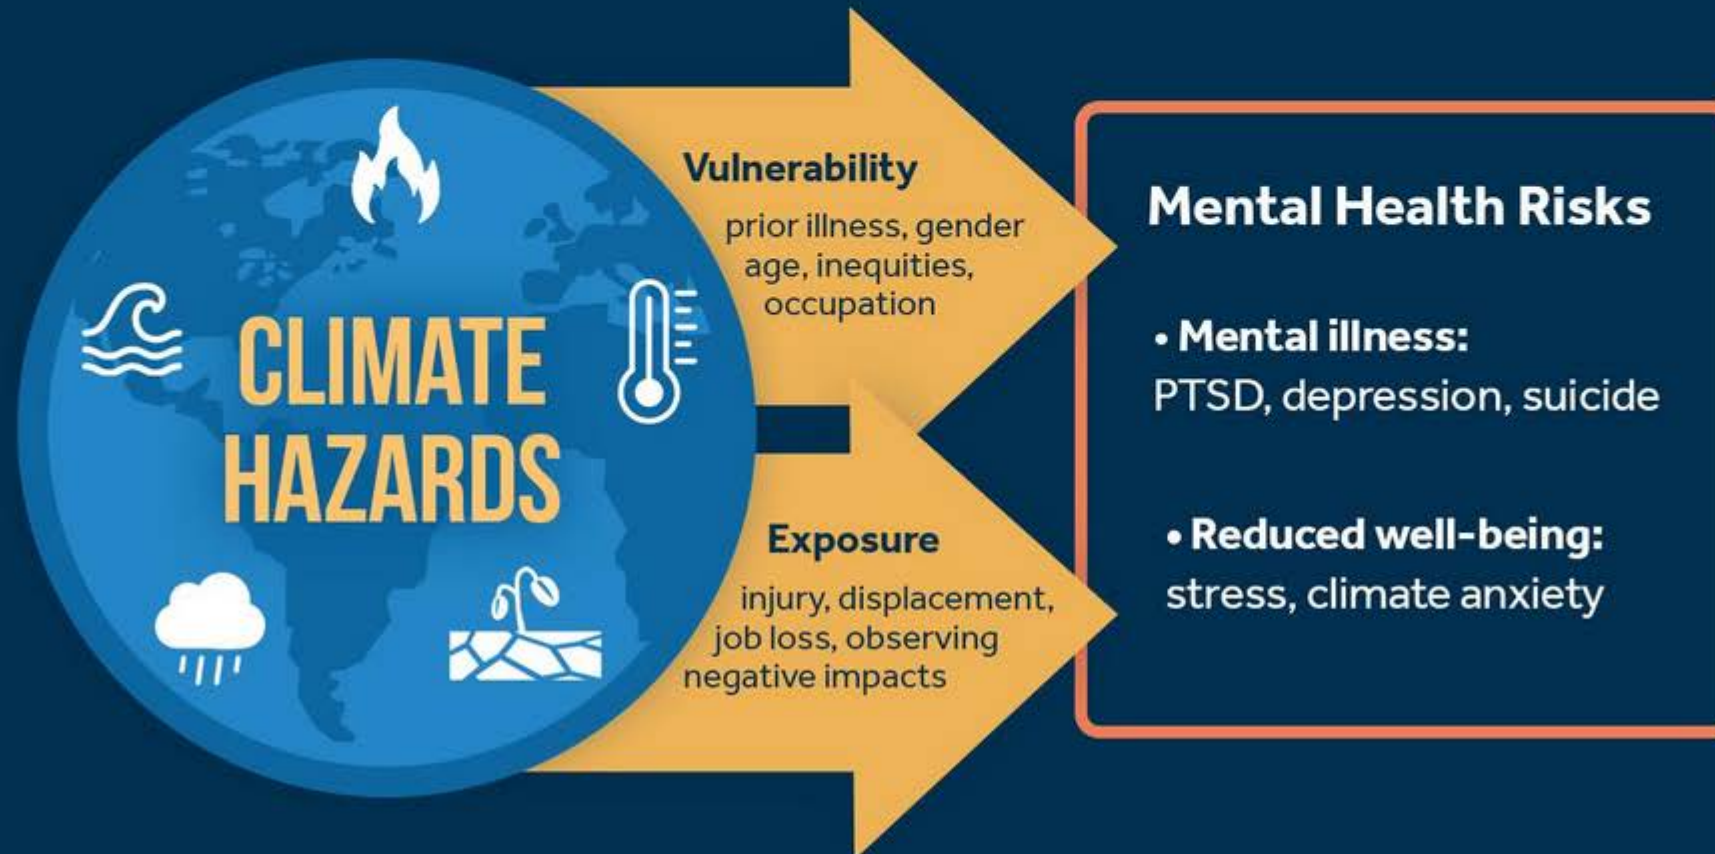 CLIMATE
HAZARDS
Vulnerability
prior illness, gender
age, inequities,
occupation
Exposure
injury, displacement,
job loss, observing
negative impacts
Mental Health Risks
• Mental illness:
PTSD, depression, suicide
• Reduced well-being:
stress, climate anxiety